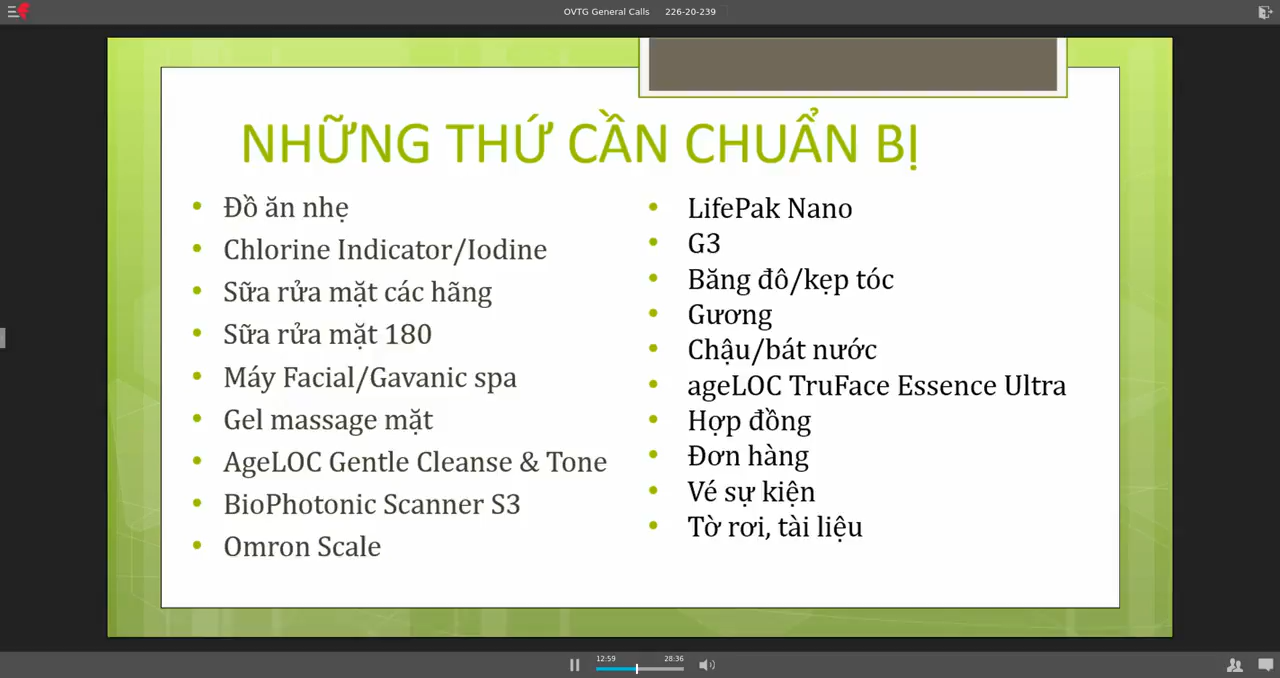 OVTG General Calls 226-20-239
NHỮNG THỨ CẦN CHUẨN BỊ
Đồ ăn nhẹ
Chlorine Indicator/Iodine
Sữa rửa mặt các hãng
Sữa rửa mặt 180
Máy Facial/Gavanic spa
Gel massage mặt
AgeLOC Gentle Cleanse & Tone
BioPhotonic Scanner S3
Omron Scale
LifePak Nano
G3
Băng đô/kẹp tóc
Gương
Chậu/bát nước
ageLOC TruFace Essence Ultra
Hợp đồng
Đơn hàng
Vé sự kiện
Tờ rơi, tài liệu
12:59 28:36